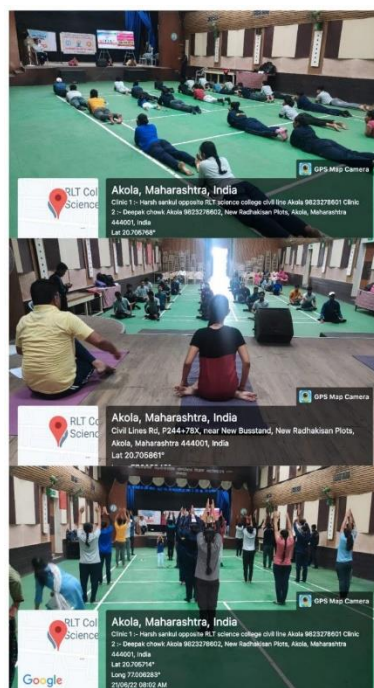 GPS Map Camera
RLT Col
Science
Akola, Maharashtra, India
Clinic 1 :- Harsh sankul opposite RLT science college civil line Akola 9823278601 Clinic
2 :- Deepak chowk Akola 9823278602, New Radhakisan Plots, Akola, Maharashtra
444001, India
Lat 20.705768°
GPS Map Camera
RLT Col
Scienc
Akola, Maharashtra, India
Civil Lines Rd, P244+78X, near New Busstand, New Radhakisan Plots,
Akola, Maharashtra 444001, India
Lat 20.705861°
GPS Map Camera
RLT Col
Science
Google
Akola, Maharashtra, India
Clinic 1 :- Harsh sankul opposite RLT science college civil line Akola 9823278601 Clinic
2 :- Deepak chowk Akola 9823278602, New Radhakisan Plots, Akola, Maharashtra
444001, India
Lat 20.705714°
Long 77.006283°
21/06/22 08:02 AM